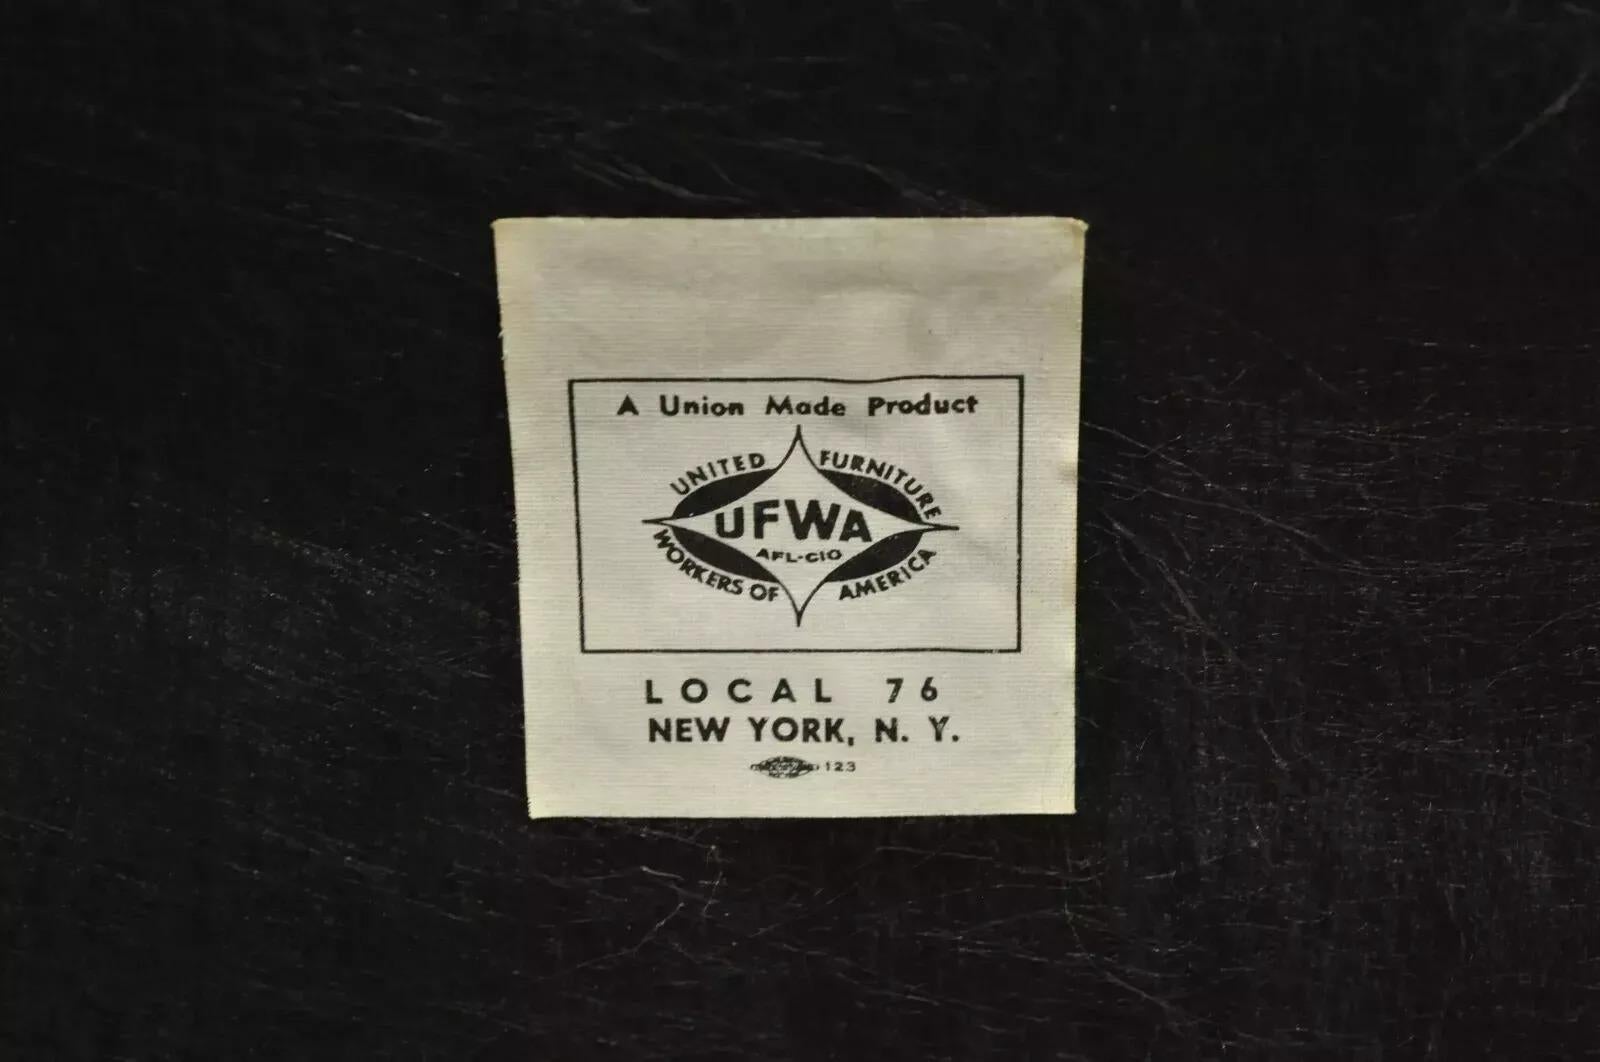 A Union Made Product
UNITED FURNITURE
UFWA
AFL-CIO
WORKERS OF AMERICA
LOCAL 76
NEW YORK, N. Y.
123